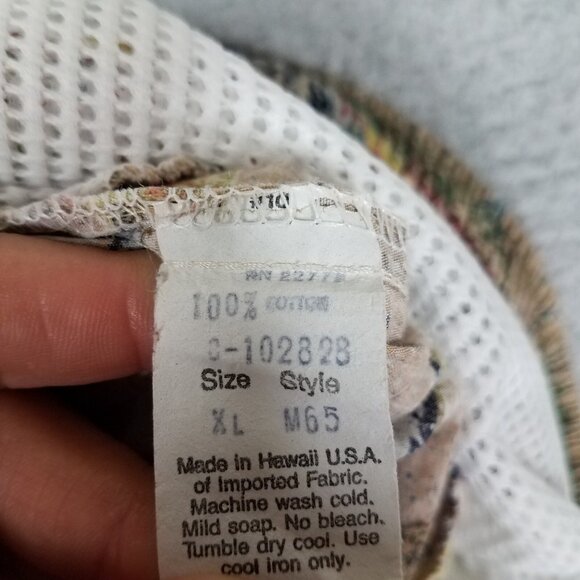 RN 22778
100% COTTON
C-102828
Size Style
XL M65
Made in Hawaii U.S.A.
of Imported Fabric.
Machine wash cold.
Mild soap. No bleach.
Tumble dry cool. Use
cool iron only.